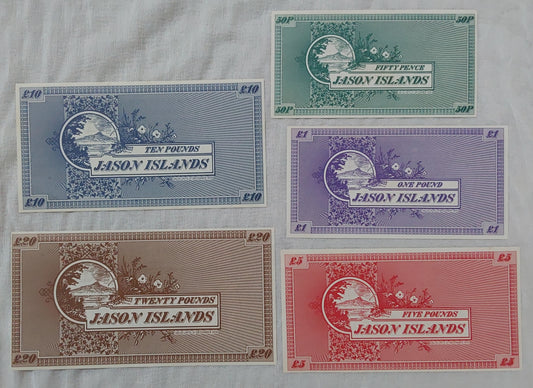 50P 50P
FIFTY PENCE
JASON ISLANDS
50P 50P
£10 £10
TEN POUNDS
JASON ISLANDS
£10 £10
£1 £1
ONE POUND
JASON ISLANDS
£1 £1
£20 £20
TWENTY POUNDS
JASON ISLANDS
£20 £20
£5 £5
FIVE POUNDS
JASON ISLANDS
£5 £5